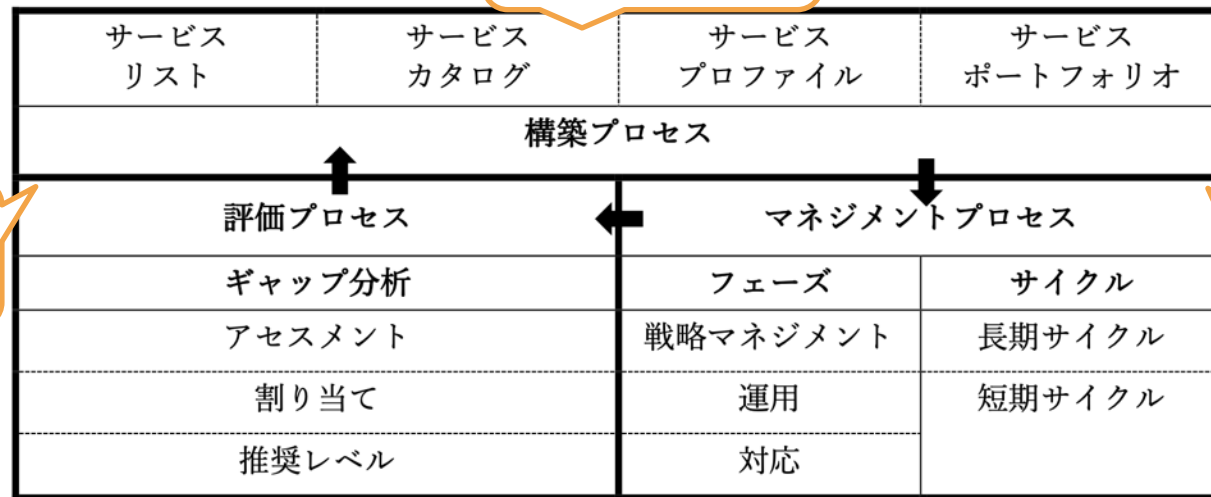 サービス サービス サービス サービス
リスト カタログ プロファイル ポートフォリオ
構築プロセス
評価プロセス マネジメントプロセス
ギャップ分析 フェーズ サイクル
アセスメント 戦略マネジメント 長期サイクル
割り当て 運用 短期サイクル
推奨レベル 対応